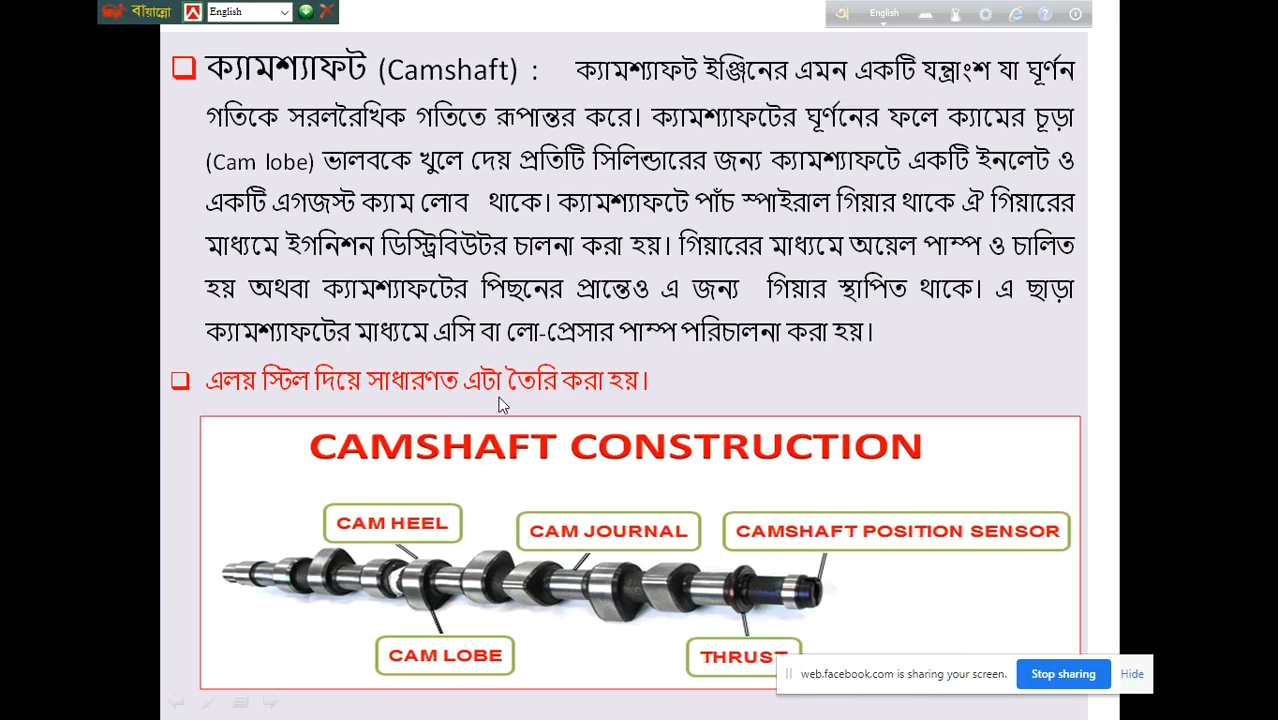 বায়ান্নো English
English
ক্যামশ্যাফট (Camshaft) : ক্যামশ্যাফট ইঞ্জিনের এমন একটি যন্ত্রাংশ যা ঘূর্ণন
গতিকে সরলরৈখিক গতিতে রূপান্তর করে। ক্যামশ্যাফটের ঘূর্ণনের ফলে ক্যামের চূড়া
(Cam lobe) ভালবকে খুলে দেয় প্রতিটি সিলিন্ডারের জন্য ক্যামশ্যাফটে একটি ইনলেট ও
একটি এগজস্ট ক্যাম লোব থাকে। ক্যামশ্যাফটে পাঁচ স্পাইরাল গিয়ার থাকে ঐ গিয়ারের
মাধ্যমে ইগনিশন ডিস্ট্রিবিউটর চালনা করা হয়। গিয়ারের মাধ্যমে অয়েল পাম্প ও চালিত
হয় অথবা ক্যামশ্যাফটের পিছনের প্রান্তেও এ জন্য গিয়ার স্থাপিত থাকে। এ ছাড়া
ক্যামশ্যাফটের মাধ্যমে এসি বা লো-প্রেসার পাম্প পরিচালনা করা হয়।
এলয় স্টিল দিয়ে সাধারণত এটা তৈরি করা হয়।
CAMSHAFT CONSTRUCTION
CAM HEEL
CAM JOURNAL
CAMSHAFT POSITION SENSOR
CAM LOBE
THRUST
web.facebook.com is sharing your screen. Stop sharing Hide